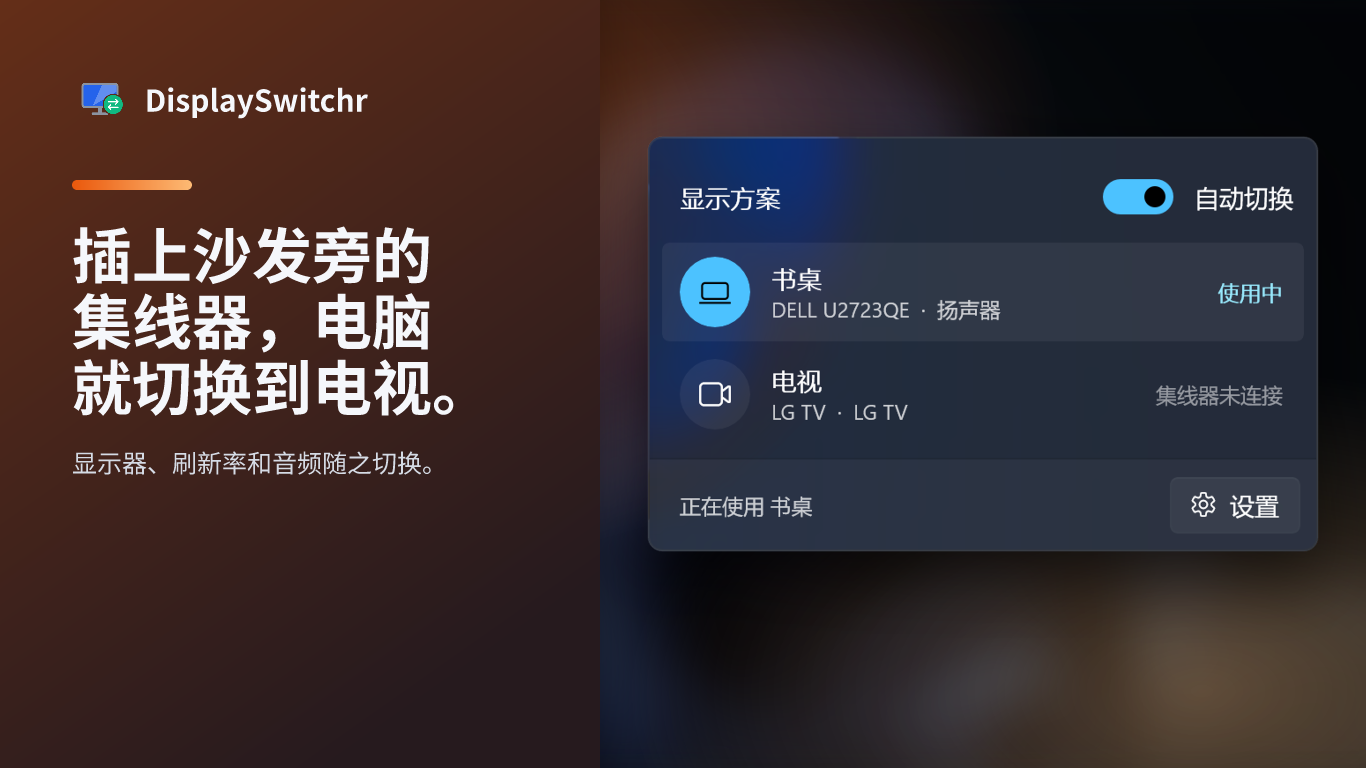 DisplaySwitchr
插上沙发旁的
集线器，电脑
就切换到电视。
显示器、刷新率和音频随之切换。
显示方案
自动切换
书桌
DELL U2723QE · 扬声器
使用中
电视
LG TV · LG TV
集线器未连接
正在使用 书桌
设置